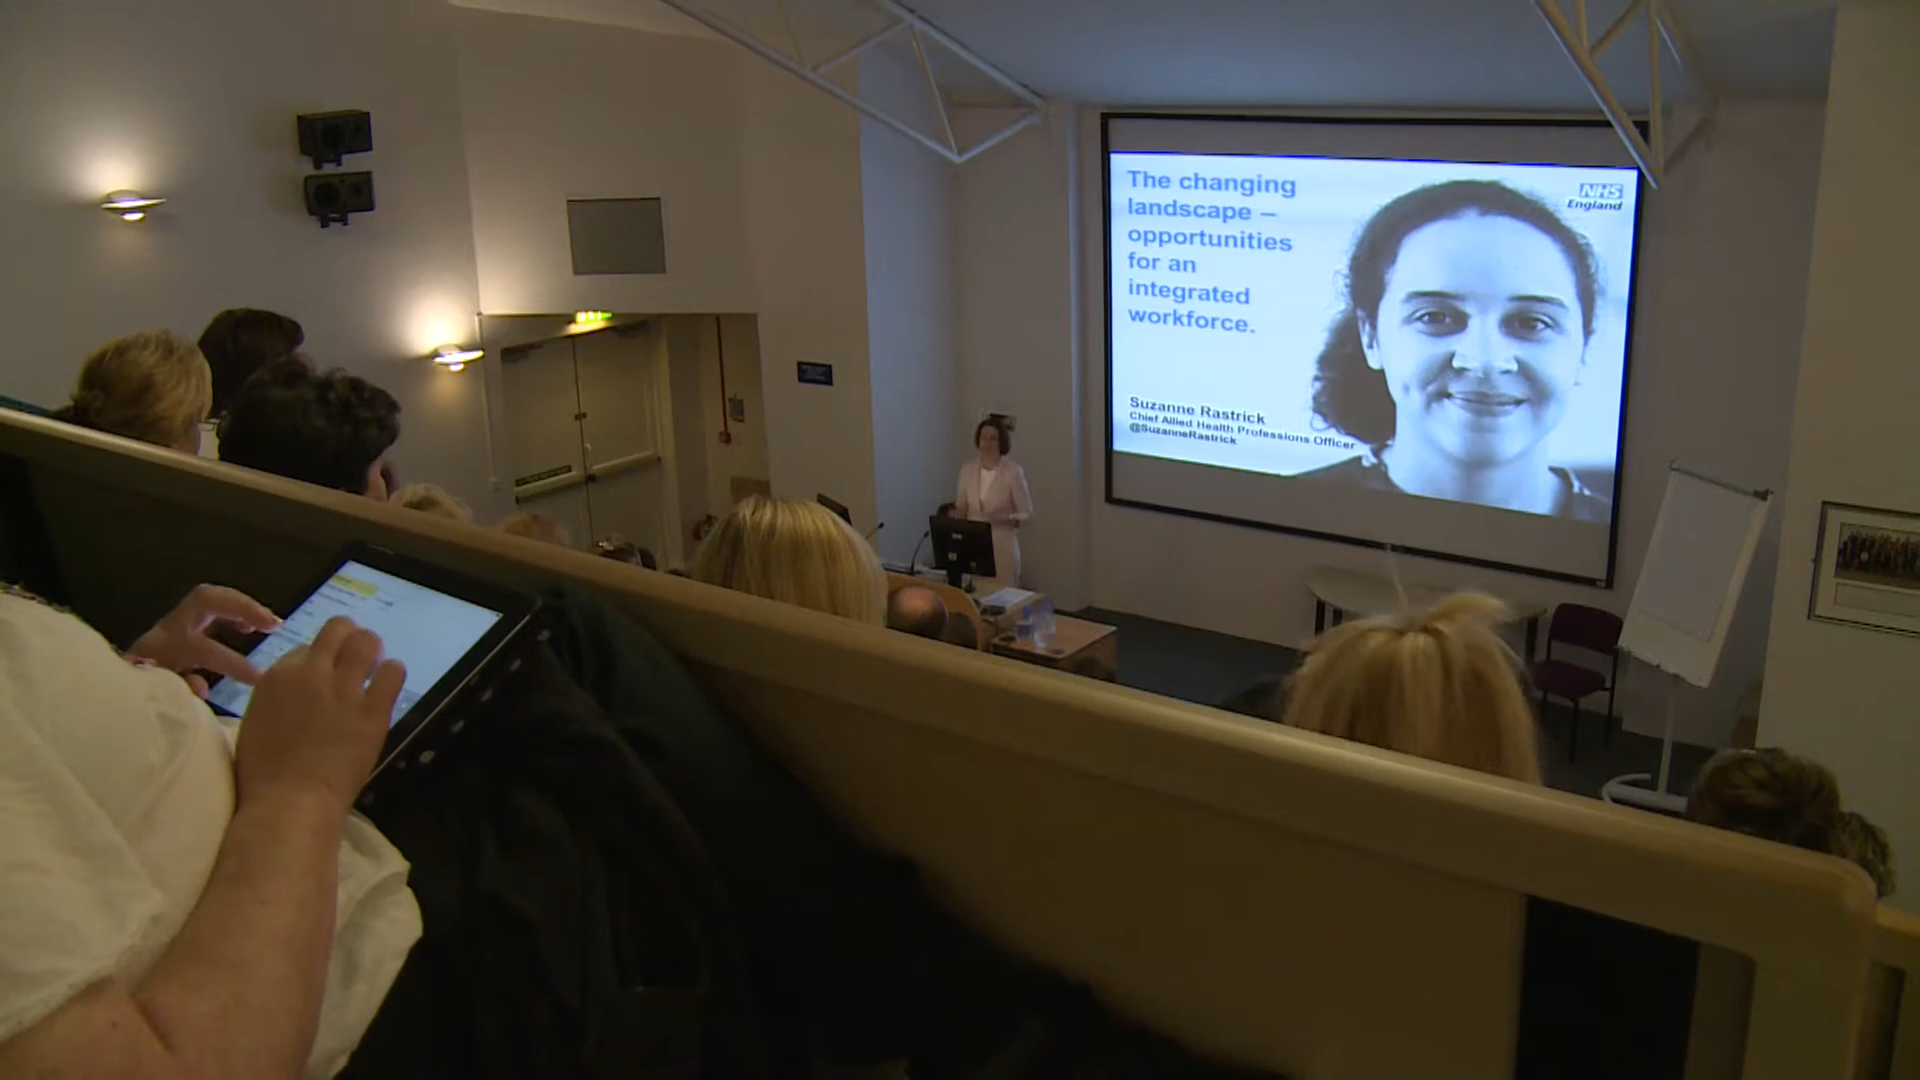 The changing
landscape –
opportunities
for an
integrated
workforce.
NHS
England
Suzanne Rastrick
Chief Allied Health Professions Officer
@SuzanneRastrick